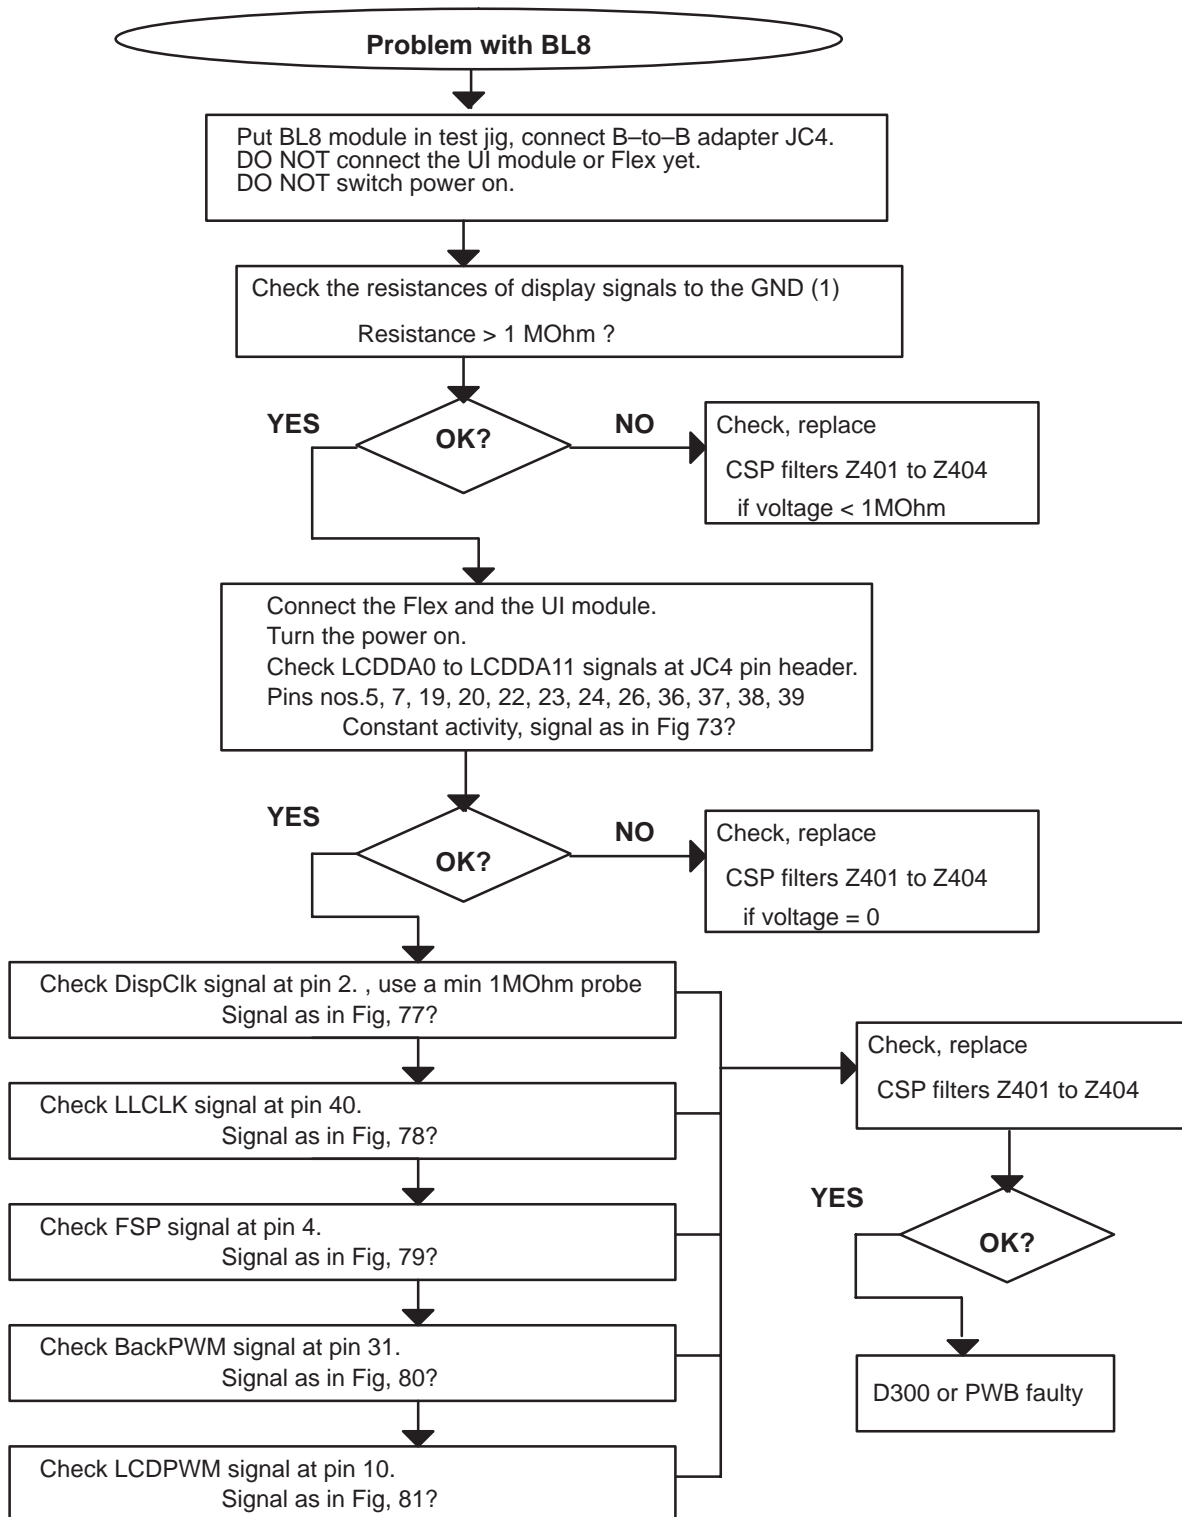 Problem with BL8
Put BL8 module in test jig, connect B–to–B adapter JC4.
DO NOT connect the UI module or Flex yet.
DO NOT switch power on.
Check the resistances of display signals to the GND (1)
Resistance > 1 MOhm ?
YES
OK?
NO
Check, replace
CSP filters Z401 to Z404
if voltage < 1MOhm
Connect the Flex and the UI module.
Turn the power on.
Check LCDDA0 to LCDDA11 signals at JC4 pin header.
Pins nos.5, 7, 19, 20, 22, 23, 24, 26, 36, 37, 38, 39
Constant activity, signal as in Fig 73?
YES
OK?
NO
Check, replace
CSP filters Z401 to Z404
if voltage = 0
Check DispClk signal at pin 2. , use a min 1MOhm probe
Signal as in Fig, 77?
Check LLCLK signal at pin 40.
Signal as in Fig, 78?
Check FSP signal at pin 4.
Signal as in Fig, 79?
Check BackPWM signal at pin 31.
Signal as in Fig, 80?
Check LCDPWM signal at pin 10.
Signal as in Fig, 81?
Check, replace
CSP filters Z401 to Z404
YES
OK?
D300 or PWB faulty